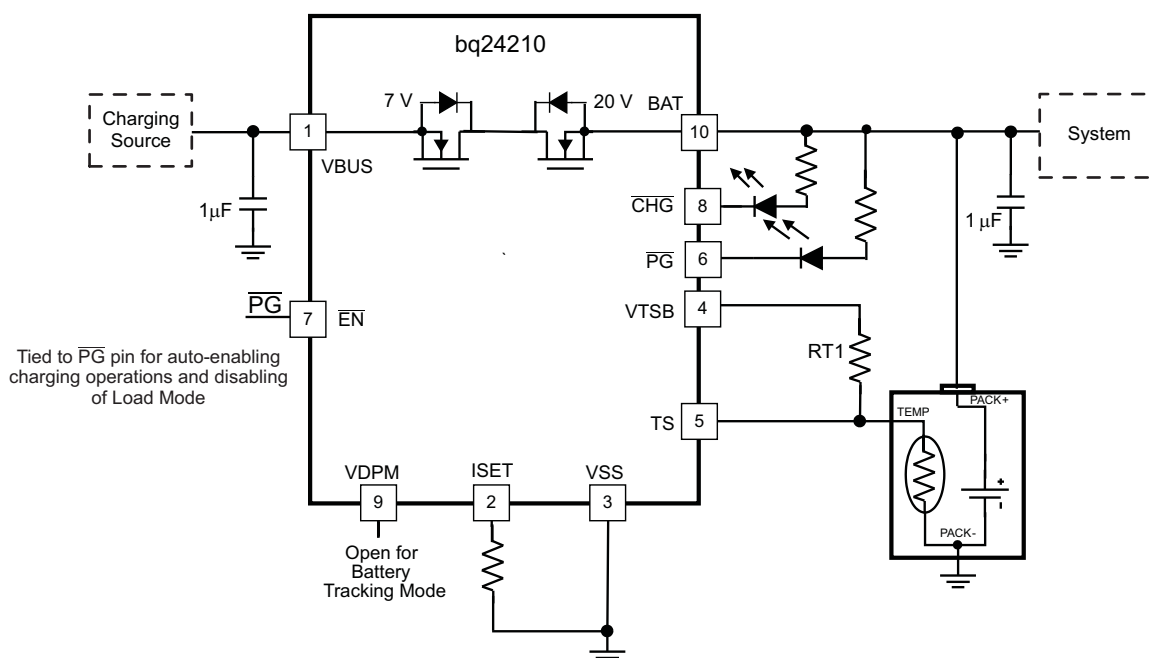 bq24210
7 V
20 V
BAT
Charging
Source
1
10
System
VBUS
1μF
CHG
8
1 μF
PG
6
PG
7
EN
VTSB
4
Tied to PG pin for auto-enabling
charging operations and disabling
of Load Mode
RT1
TS
5
TEMP
PACK+
+
-
PACK-
VDPM
ISET
VSS
9
2
3
Open for
Battery
Tracking Mode